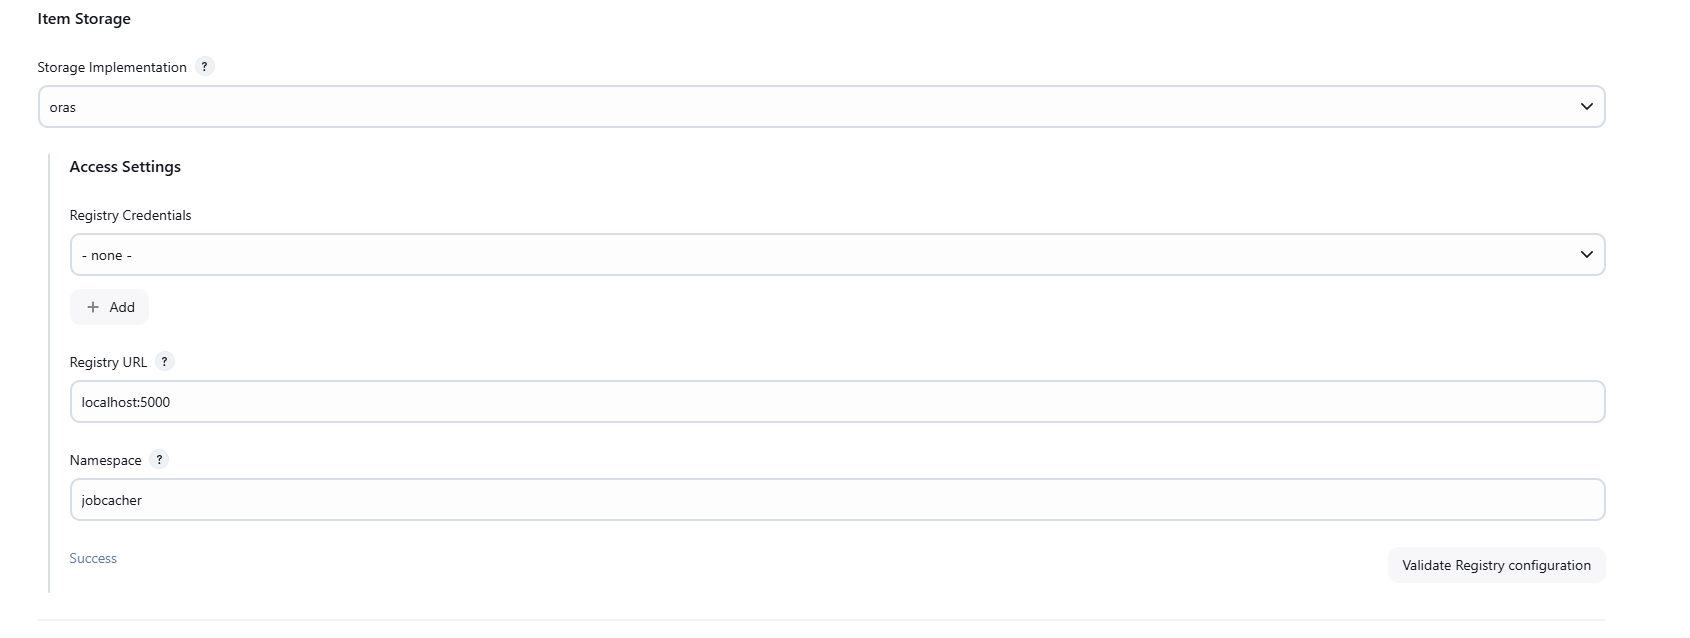 Item Storage
Storage Implementation ?
oras
Access Settings
Registry Credentials
- none -
+ Add
Registry URL ?
localhost:5000
Namespace ?
jobcacher
Success
Validate Registry configuration